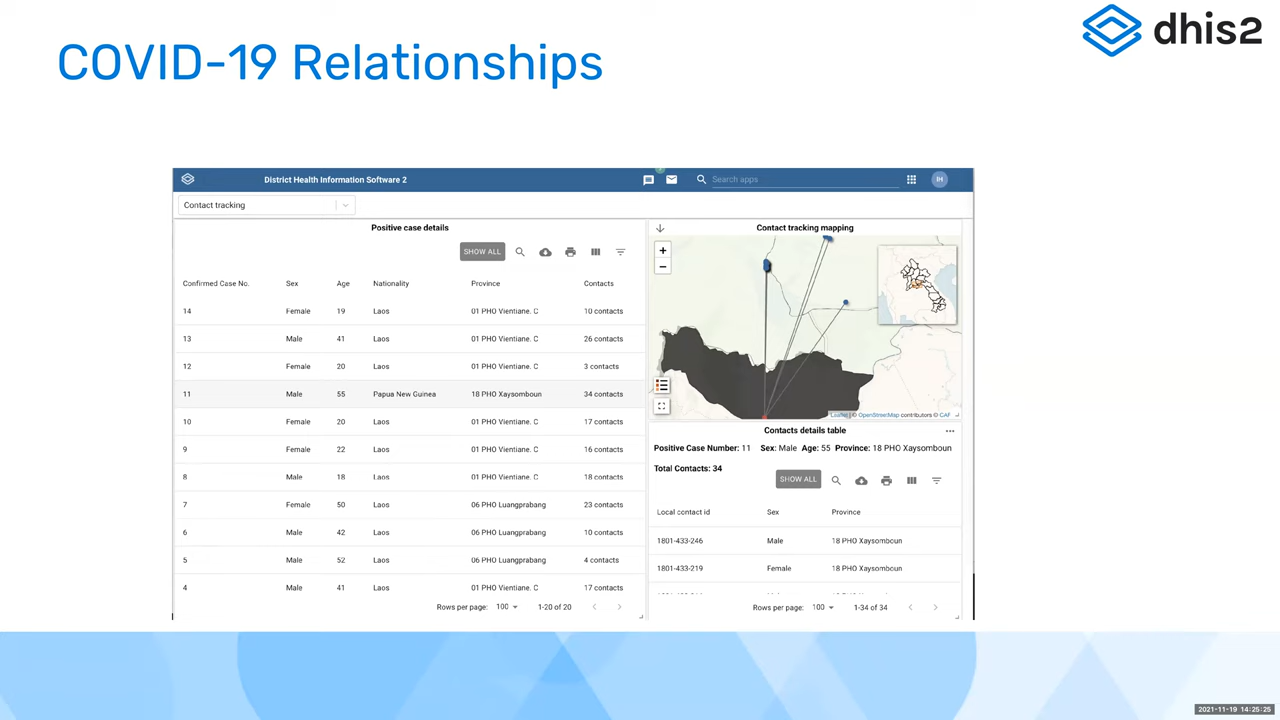 COVID-19 Relationships
dhis2
District Health Information Software 2
Search apps
IH
Contact tracking
Positive case details
SHOW ALL
Confirmed Case No. Sex Age Nationality Province Contacts
14 Female 19 Laos 01 PHO Vientiane. C 10 contacts
13 Male 41 Laos 01 PHO Vientiane. C 26 contacts
12 Female 20 Laos 01 PHO Vientiane. C 3 contacts
11 Male 55 Papua New Guinea 18 PHO Xaysomboun 34 contacts
10 Female 20 Laos 01 PHO Vientiane. C 17 contacts
9 Female 22 Laos 01 PHO Vientiane. C 16 contacts
8 Male 18 Laos 01 PHO Vientiane. C 18 contacts
7 Female 50 Laos 06 PHO Luangprabang 23 contacts
6 Male 42 Laos 06 PHO Luangprabang 10 contacts
5 Male 52 Laos 06 PHO Luangprabang 4 contacts
4 Male 41 Laos 01 PHO Vientiane. C 17 contacts
Rows per page: 100 1-20 of 20
Contact tracking mapping
+
−
Leaflet | © OpenStreetMap contributors © CAF
Contacts details table
Positive Case Number: 11 Sex: Male Age: 55 Province: 18 PHO Xaysomboun
Total Contacts: 34
SHOW ALL
Local contact id Sex Province
1801-433-246 Male 18 PHO Xaysomboun
1801-433-219 Female 18 PHO Xaysomboun
Rows per page: 100 1-34 of 34
2021-11-19 14:25:25